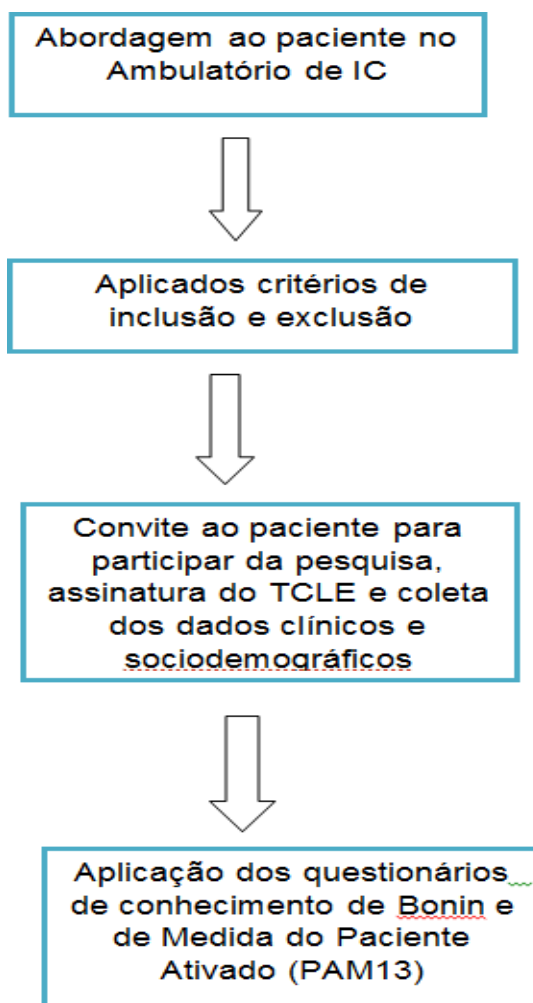 Abordagem ao paciente no
Ambulatório de IC
Aplicados critérios de
inclusão e exclusão
Convite ao paciente para
participar da pesquisa,
assinatura do TCLE e coleta
dos dados clínicos e
sociodemográficos
Aplicação dos questionários
de conhecimento de Bonin e
de Medida do Paciente
Ativado (PAM13)